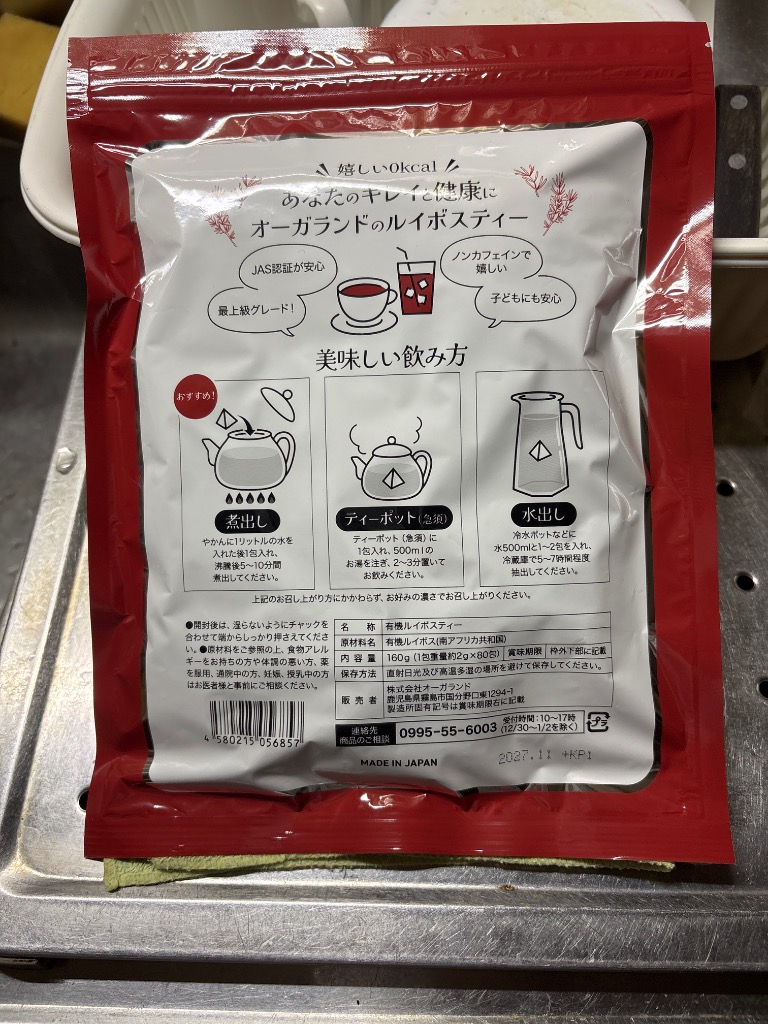 嬉しい0kcal
あなたのキレイと健康に
オーガランドのルイボスティー
JAS認証が安心
最上級グレード!
ノンカフェインで
嬉しい
子どもにも安心
美味しい飲み方
おすすめ!
煮出し
やかんに1リットルの水を
入れた後1包入れ、
沸騰後5〜10分間
煮出してください。
ティーポット(急須)
ティーポット(急須)に
1包入れ、500mlの
お湯を注ぎ、2〜3分置いて
お飲みください。
水出し
冷水ポットなどに
水500mlと1〜2包を入れ、
冷蔵庫で5〜7時間程度
抽出してください。
上記のお召し上がり方にかかわらず、お好みの濃さでお召し上がりください。
●開封後は、湿らないようにチャックを
合わせて端からしっかり押さえてくださ
い。●原材料をご参照の上、食物アレル
ギーをお持ちの方や体調の悪い方、薬
を服用、通院中の方、妊娠、授乳中の方
はお医者様と事前にご相談ください。
4 580215 056857
名 称 有機ルイボスティー
原材料名 有機ルイボス(南アフリカ共和国)
内容量 160g(1包重量約2g×80包) 賞味期限 枠外下部に記載
保存方法 直射日光及び高温多湿の場所を避けて保存してください。
販売者 株式会社オーガランド
鹿児島県霧島市国分野口東1294-1
製造所固有記号は賞味期限右に記載
連絡先
商品のご相談
0995-55-6003
受付時間:10〜17時
(12/30〜1/2を除く)
プラ
MADE IN JAPAN
2027.11 +KP1